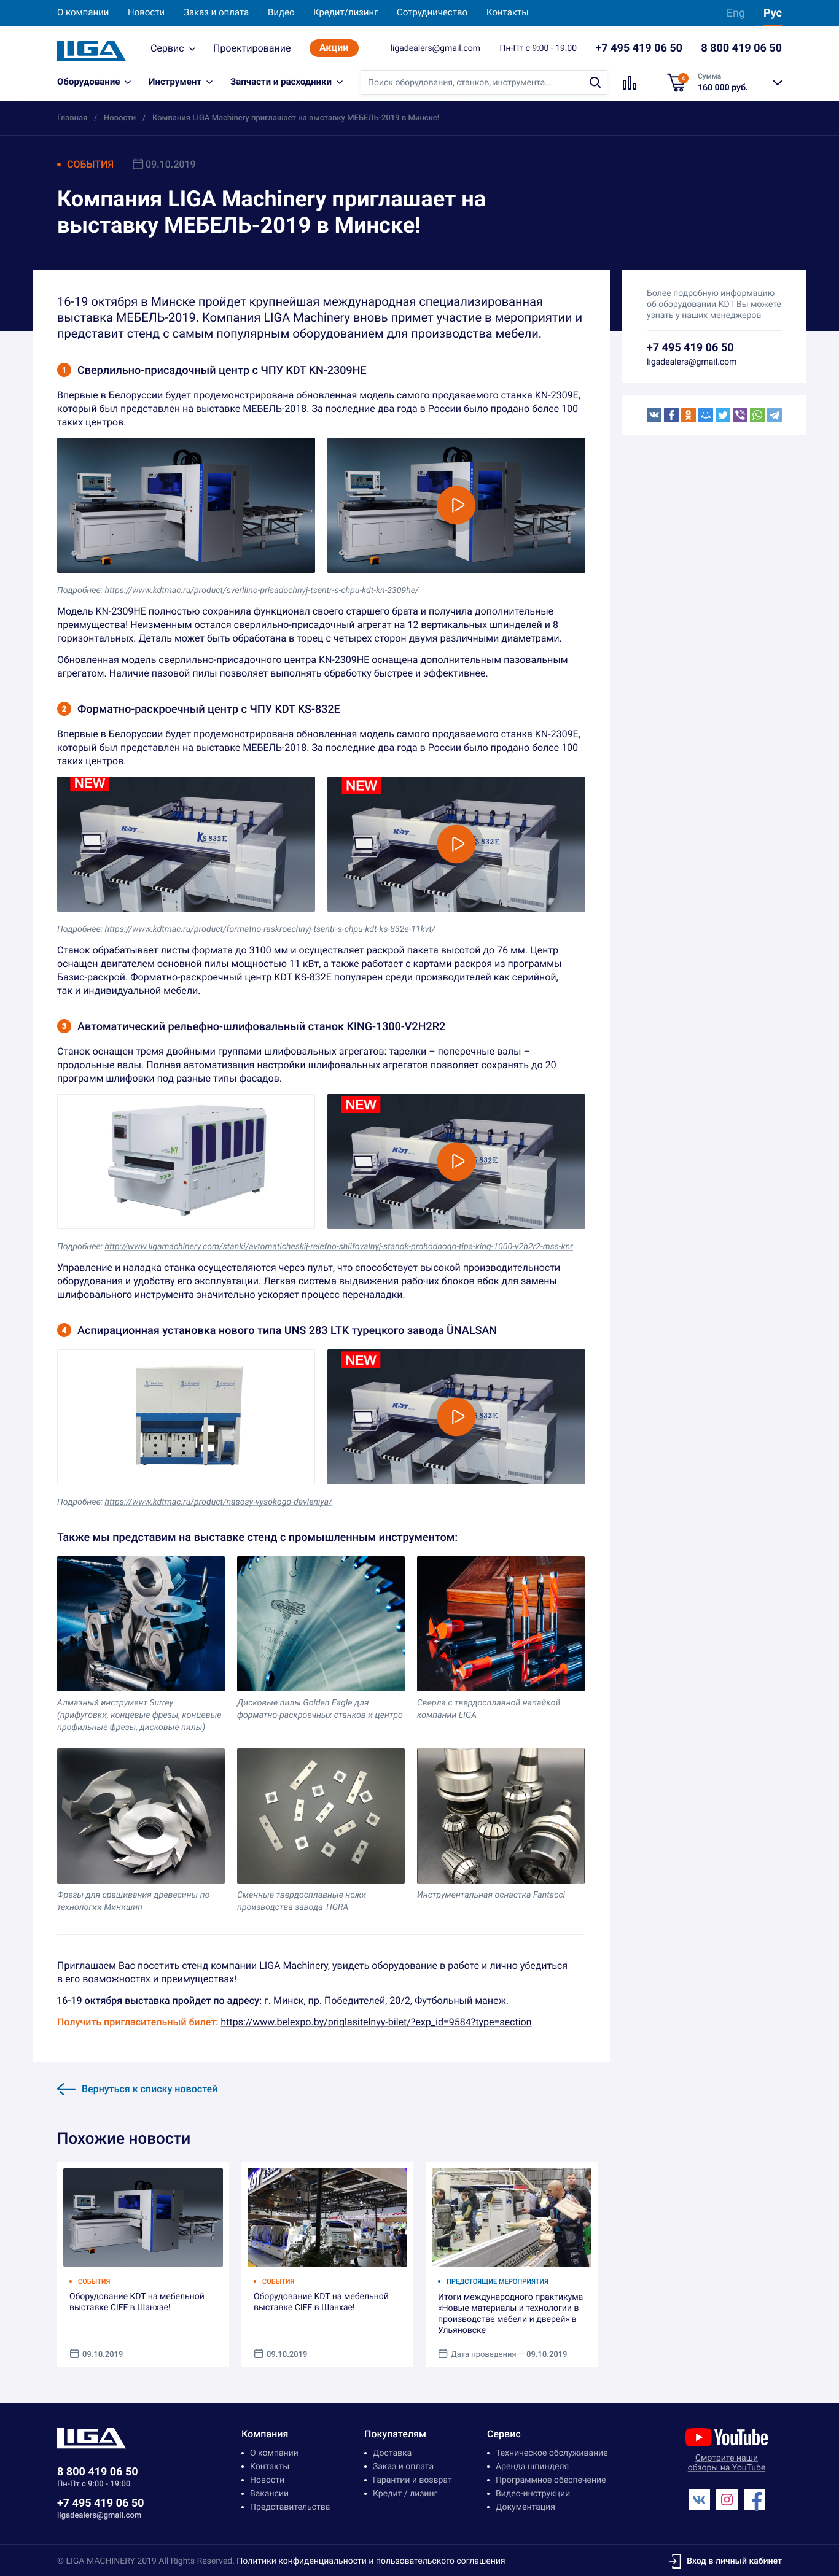 О компании Новости Заказ и оплата Видео Кредит/лизинг Сотрудничество Контакты Eng Рус
LIGA Сервис Проектирование Акции ligadealers@gmail.com Пн-Пт с 9:00 - 19:00 +7 495 419 06 50 8 800 419 06 50
Оборудование Инструмент Запчасти и расходники Поиск оборудования, станков, инструмента... 4 Сумма
160 000 руб.
Главная / Новости / Компания LIGA Machinery приглашает на выставку МЕБЕЛЬ-2019 в Минске!
СОБЫТИЯ 09.10.2019
Компания LIGA Machinery приглашает на
выставку МЕБЕЛЬ-2019 в Минске!
16-19 октября в Минске пройдет крупнейшая международная специализированная
выставка МЕБЕЛЬ-2019. Компания LIGA Machinery вновь примет участие в мероприятии и
представит стенд с самым популярным оборудованием для производства мебели.
Более подробную информацию
об оборудовании KDT Вы можете
узнать у наших менеджеров
+7 495 419 06 50
ligadealers@gmail.com
1 Сверлильно-присадочный центр с ЧПУ KDT KN-2309HE
Впервые в Белоруссии будет продемонстрирована обновленная модель самого продаваемого станка KN-2309E,
который был представлен на выставке МЕБЕЛЬ-2018. За последние два года в России было продано более 100
таких центров.
Подробнее: https://www.kdtmac.ru/product/sverlilno-prisadochnyj-tsentr-s-chpu-kdt-kn-2309he/
Модель KN-2309HE полностью сохранила функционал своего старшего брата и получила дополнительные
преимущества! Неизменным остался сверлильно-присадочный агрегат на 12 вертикальных шпинделей и 8
горизонтальных. Деталь может быть обработана в торец с четырех сторон двумя различными диаметрами.
Обновленная модель сверлильно-присадочного центра KN-2309HE оснащена дополнительным пазовальным
агрегатом. Наличие пазовой пилы позволяет выполнять обработку быстрее и эффективнее.
2 Форматно-раскроечный центр с ЧПУ KDT KS-832E
Впервые в Белоруссии будет продемонстрирована обновленная модель самого продаваемого станка KN-2309E,
который был представлен на выставке МЕБЕЛЬ-2018. За последние два года в России было продано более 100
таких центров.
NEW NEW
KDT KS832E KDT 832E
Подробнее: https://www.kdtmac.ru/product/formatno-raskroechnyj-tsentr-s-chpu-kdt-ks-832e-11kvt/
Станок обрабатывает листы формата до 3100 мм и осуществляет раскрой пакета высотой до 76 мм. Центр
оснащен двигателем основной пилы мощностью 11 кВт, а также работает с картами раскроя из программы
Базис-раскрой. Форматно-раскроечный центр KDT KS-832E популярен среди производителей как серийной,
так и индивидуальной мебели.
3 Автоматический рельефно-шлифовальный станок KING-1300-V2H2R2
Станок оснащен тремя двойными группами шлифовальных агрегатов: тарелки – поперечные валы –
продольные валы. Полная автоматизация настройки шлифовальных агрегатов позволяет сохранять до 20
программ шлифовки под разные типы фасадов.
NEW
KDT 832E
Подробнее: http://www.ligamachinery.com/stanki/avtomaticheskij-relefno-shlifovalnyj-stanok-prohodnogo-tipa-king-1000-v2h2r2-mss-knr
Управление и наладка станка осуществляются через пульт, что способствует высокой производительности
оборудования и удобству его эксплуатации. Легкая система выдвижения рабочих блоков вбок для замены
шлифовального инструмента значительно ускоряет процесс переналадки.
4 Аспирационная установка нового типа UNS 283 LTK турецкого завода ÜNALSAN
NEW
KDT 832E
Подробнее: https://www.kdtmac.ru/product/nasosy-vysokogo-davleniya/
Также мы представим на выставке стенд с промышленным инструментом:
Алмазный инструмент Surrey
(прифуговки, концевые фрезы, концевые
профильные фрезы, дисковые пилы)
Дисковые пилы Golden Eagle для
форматно-раскроечных станков и центро
Сверла с твердосплавной напайкой
компании LIGA
Фрезы для сращивания древесины по
технологии Минишип
Сменные твердосплавные ножи
производства завода TIGRA
Инструментальная оснастка Fantacci
Приглашаем Вас посетить стенд компании LIGA Machinery, увидеть оборудование в работе и лично убедиться
в его возможностях и преимуществах!
16-19 октября выставка пройдет по адресу: г. Минск, пр. Победителей, 20/2, Футбольный манеж.
Получить пригласительный билет: https://www.belexpo.by/priglasitelnyy-bilet/?exp_id=9584?type=section
Вернуться к списку новостей
Похожие новости
СОБЫТИЯ
Оборудование KDT на мебельной
выставке CIFF в Шанхае!
09.10.2019
СОБЫТИЯ
Оборудование KDT на мебельной
выставке CIFF в Шанхае!
09.10.2019
ПРЕДСТОЯЩИЕ МЕРОПРИЯТИЯ
Итоги международного практикума
«Новые материалы и технологии в
производстве мебели и дверей» в
Ульяновске
Дата проведения — 09.10.2019
LIGA
8 800 419 06 50
Пн-Пт с 9:00 - 19:00
+7 495 419 06 50
ligadealers@gmail.com
Компания
О компании
Контакты
Новости
Вакансии
Представительства
Покупателям
Доставка
Заказ и оплата
Гарантии и возврат
Кредит / лизинг
Сервис
Техническое обслуживание
Аренда шпинделя
Программное обеспечение
Видео-инструкции
Документация
YouTube
Смотрите наши
обзоры на YouTube
© LIGA MACHINERY 2019 All Rights Reserved. Политики конфиденциальности и пользовательского соглашения Вход в личный кабинет